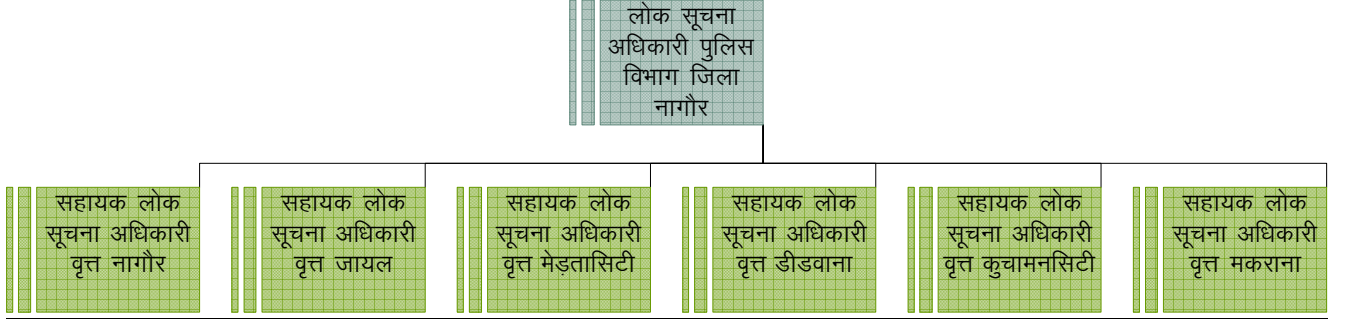 लोक सूचना
अधिकारी पुलिस
विभाग जिला
नागौर
सहायक लोक
सूचना अधिकारी
वृत्त नागौर
सहायक लोक
सूचना अधिकारी
वृत्त जायल
सहायक लोक
सूचना अधिकारी
वृत्त मेड़तासिटी
सहायक लोक
सूचना अधिकारी
वृत्त डीडवाना
सहायक लोक
सूचना अधिकारी
वृत्त कुचामनसिटी
सहायक लोक
सूचना अधिकारी
वृत्त मकराना